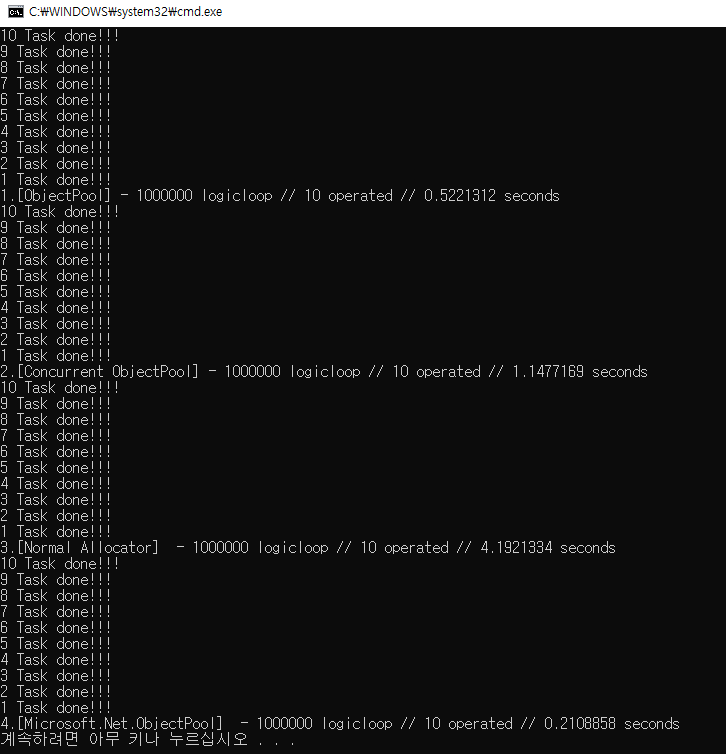 C:\WINDOWS\system32\cmd.exe
10 Task done!!!
9 Task done!!!
8 Task done!!!
7 Task done!!!
6 Task done!!!
5 Task done!!!
4 Task done!!!
3 Task done!!!
2 Task done!!!
1 Task done!!!
1.[ObjectPool] - 1000000 logicloop // 10 operated // 0.5221312 seconds
10 Task done!!!
9 Task done!!!
8 Task done!!!
7 Task done!!!
6 Task done!!!
5 Task done!!!
4 Task done!!!
3 Task done!!!
2 Task done!!!
1 Task done!!!
2.[Concurrent ObjectPool] - 1000000 logicloop // 10 operated // 1.1477169 seconds
10 Task done!!!
9 Task done!!!
8 Task done!!!
7 Task done!!!
6 Task done!!!
5 Task done!!!
4 Task done!!!
3 Task done!!!
2 Task done!!!
1 Task done!!!
3.[Normal Allocator]  - 1000000 logicloop // 10 operated // 4.1921334 seconds
10 Task done!!!
9 Task done!!!
8 Task done!!!
7 Task done!!!
6 Task done!!!
5 Task done!!!
4 Task done!!!
3 Task done!!!
2 Task done!!!
1 Task done!!!
4.[Microsoft.Net.ObjectPool]  - 1000000 logicloop // 10 operated // 0.2108858 seconds
계속하려면 아무 키나 누르십시오 . . .